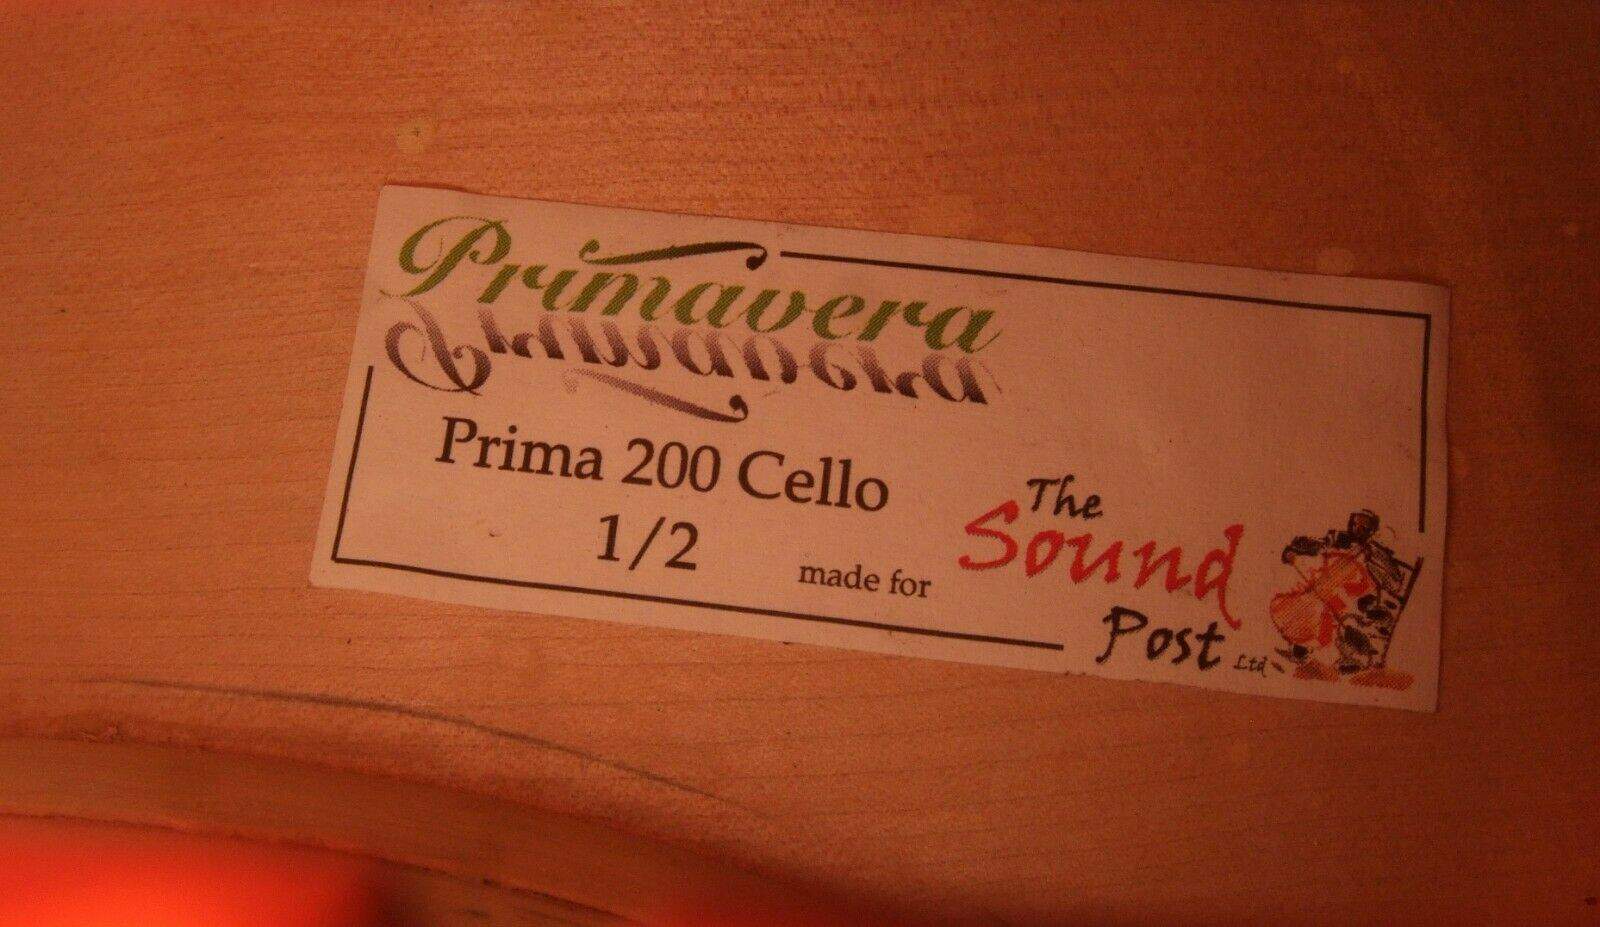 Primavera
Prima 200 Cello
1/2
made for
The
Sound
Post Ltd